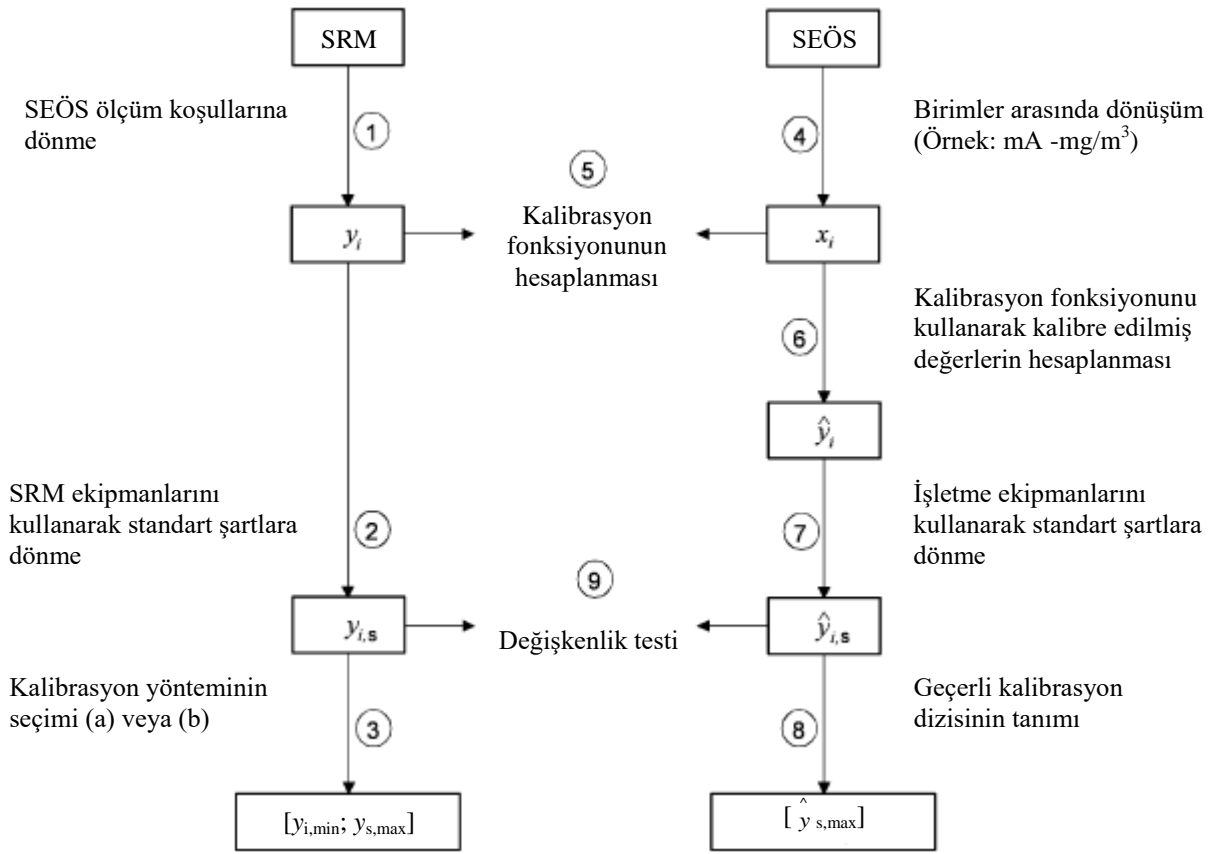 SRM
SEÖS
SEÖS ölçüm koşullarına
dönme
1
4
Birimler arasında dönüşüm
(Örnek: mA -mg/m³)
5
Kalibrasyon
fonksiyonunun
hesaplanması
yᵢ
xᵢ
6
Kalibrasyon fonksiyonunu
kullanarak kalibre edilmiş
değerlerin hesaplanması
ŷᵢ
SRM ekipmanlarını
kullanarak standart şartlara
dönme
2
7
İşletme ekipmanlarını
kullanarak standart şartlara
dönme
9
Değişkenlik testi
yi,s
ŷi,s
Kalibrasyon yönteminin
seçimi (a) veya (b)
3
8
Geçerli kalibrasyon
dizisinin tanımı
[yi,min; ys,max]
[ ŷ s,max]